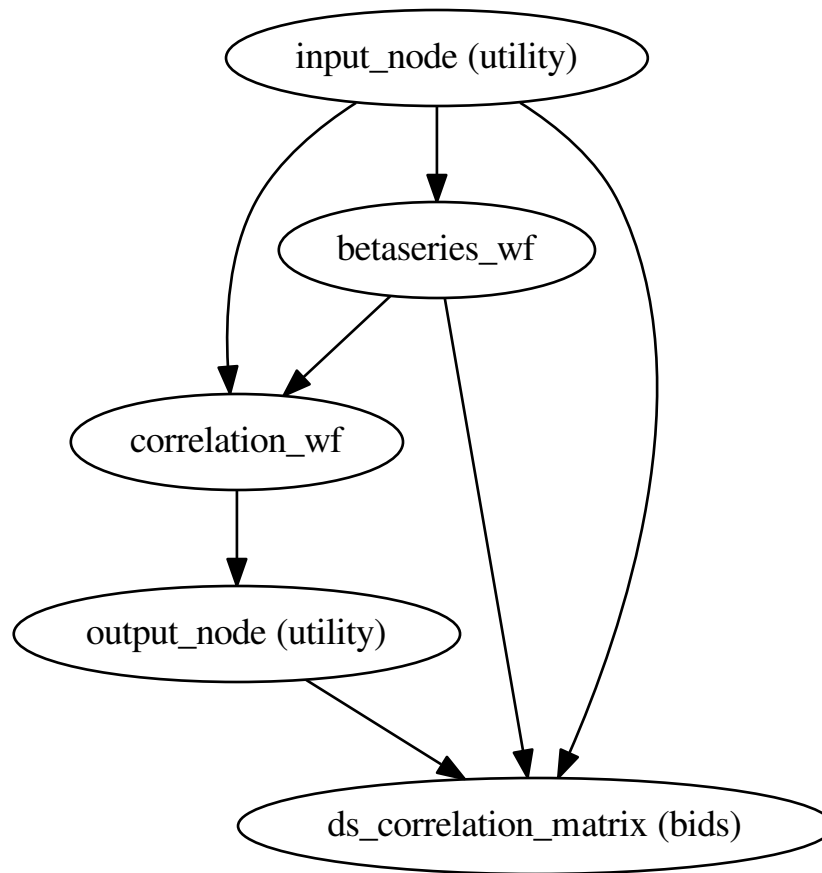 input_node (utility)
betaseries_wf
correlation_wf
output_node (utility)
ds_correlation_matrix (bids)